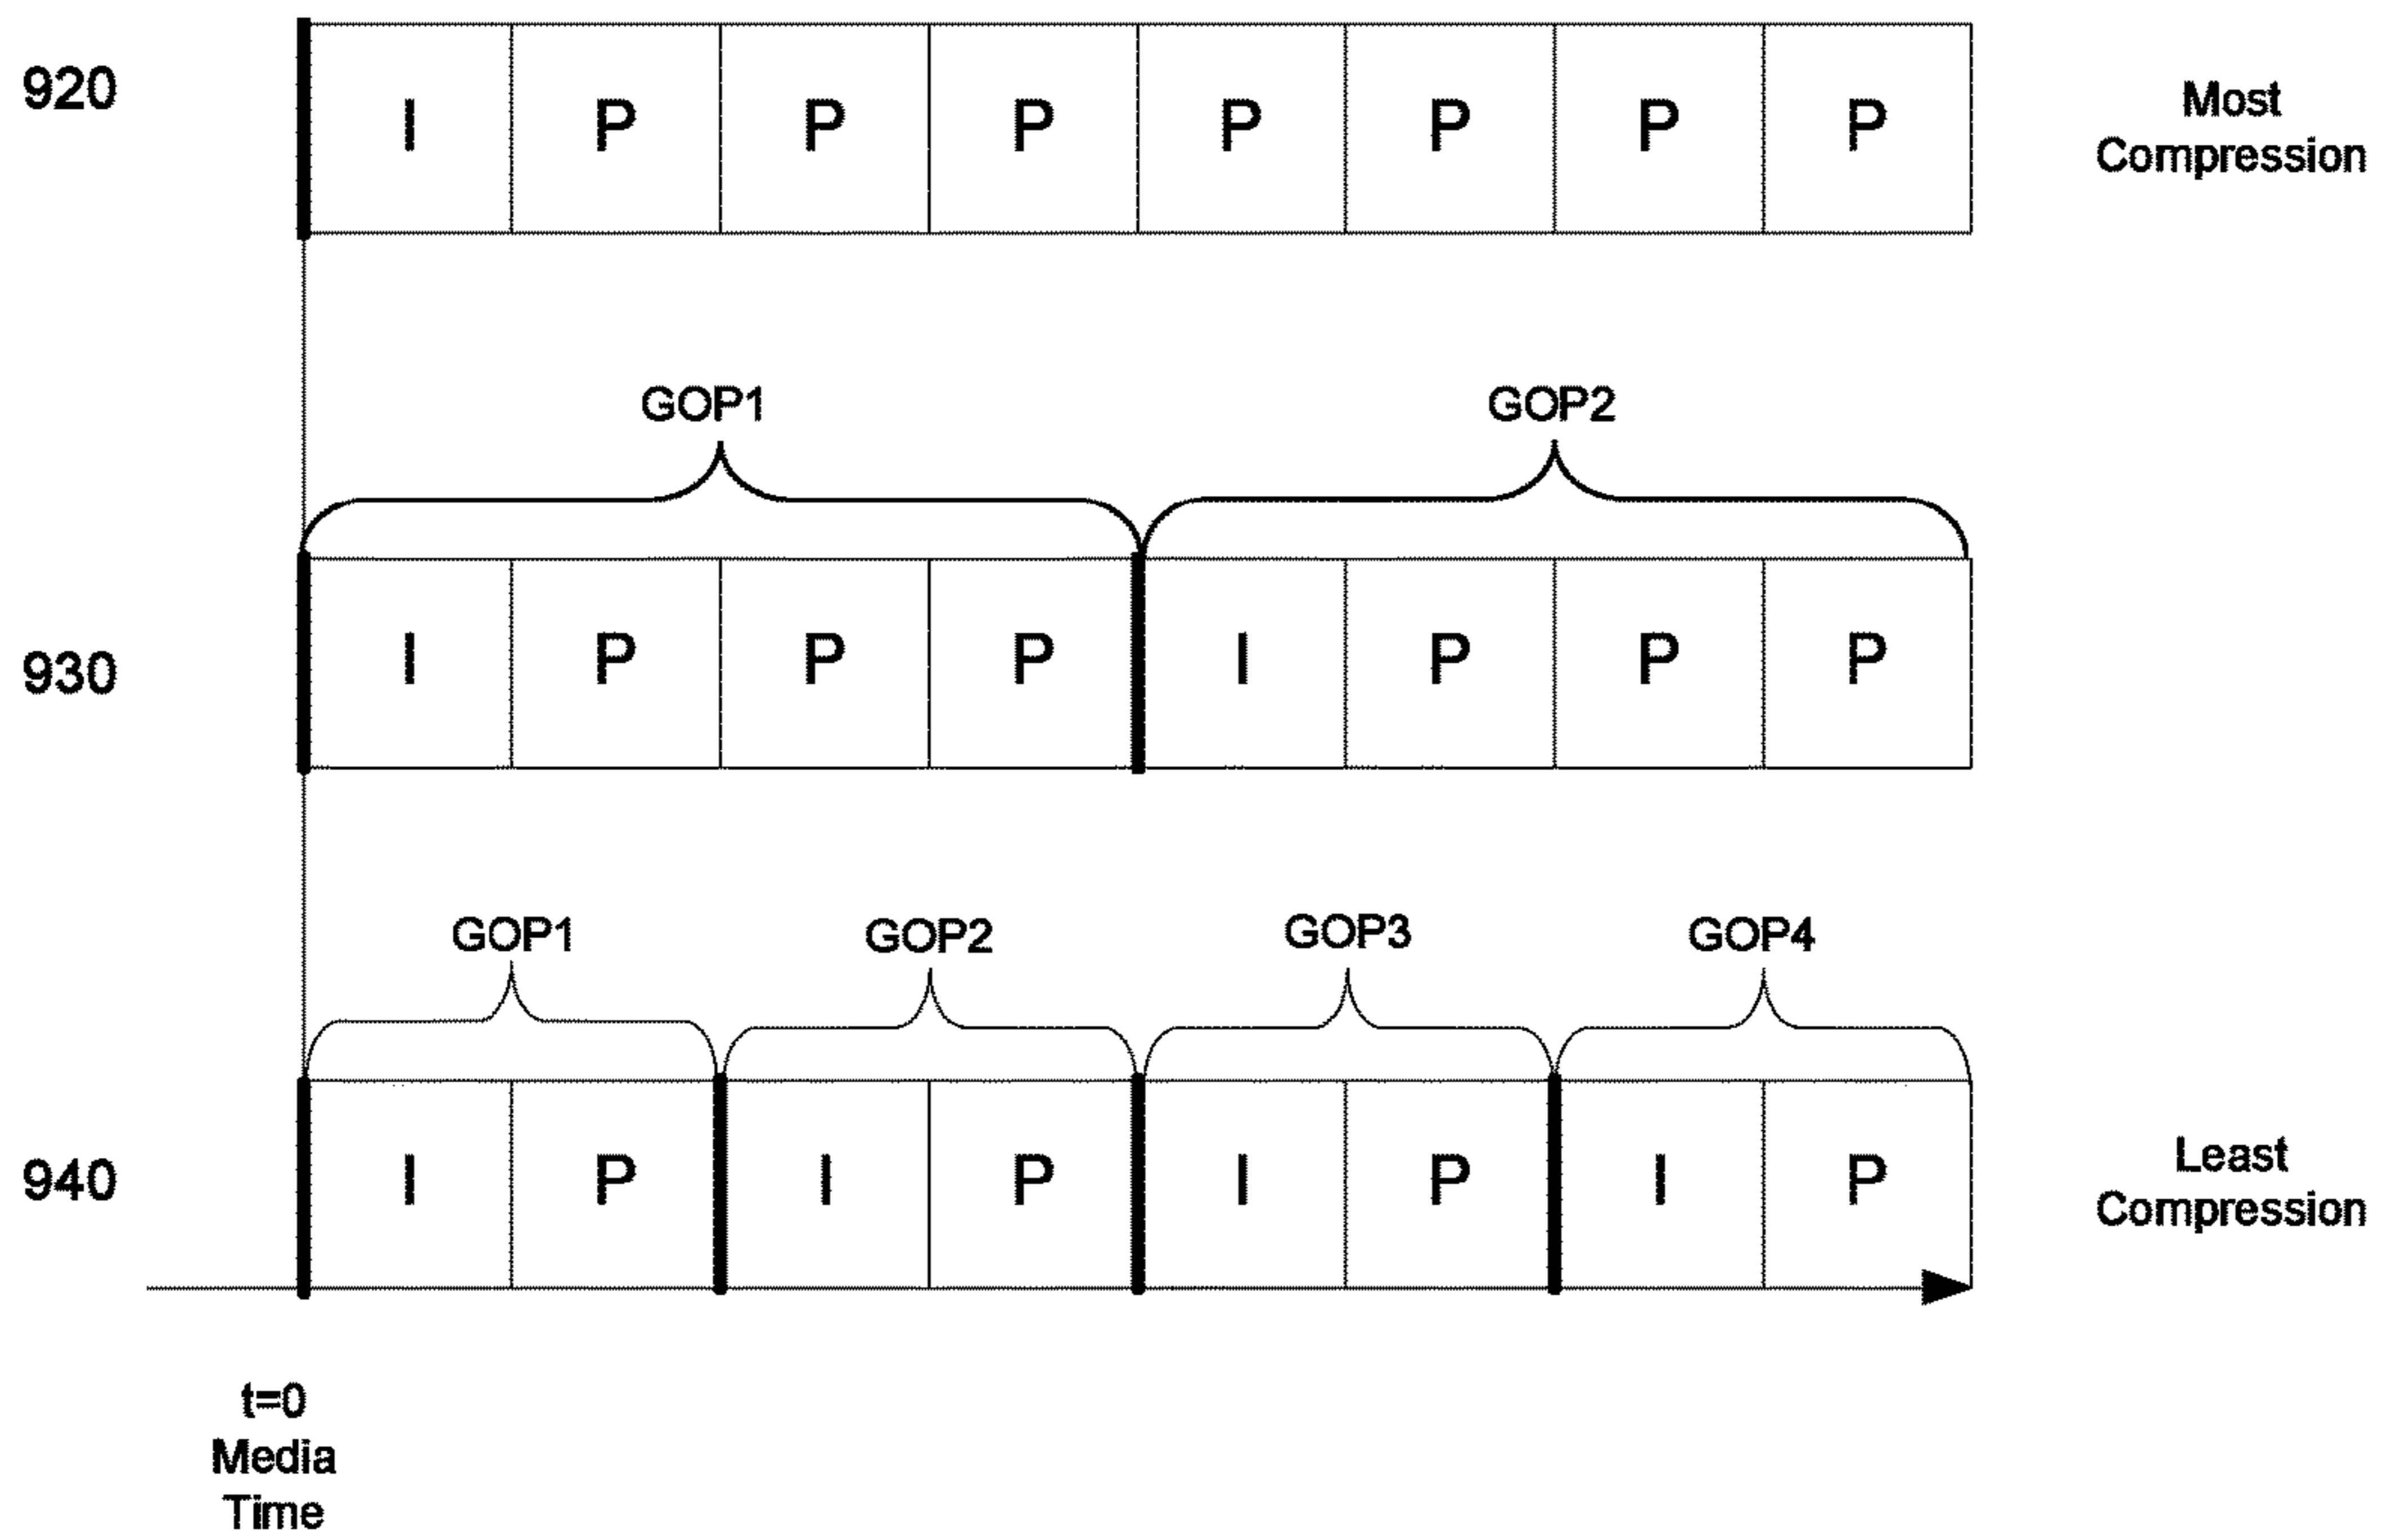 920
I P P P P P P P
Most
Compression
GOP1 GOP2
930
I P P P I P P P
GOP1 GOP2 GOP3 GOP4
940
I P I P I P I P
Least
Compression
t=0
Media
Time